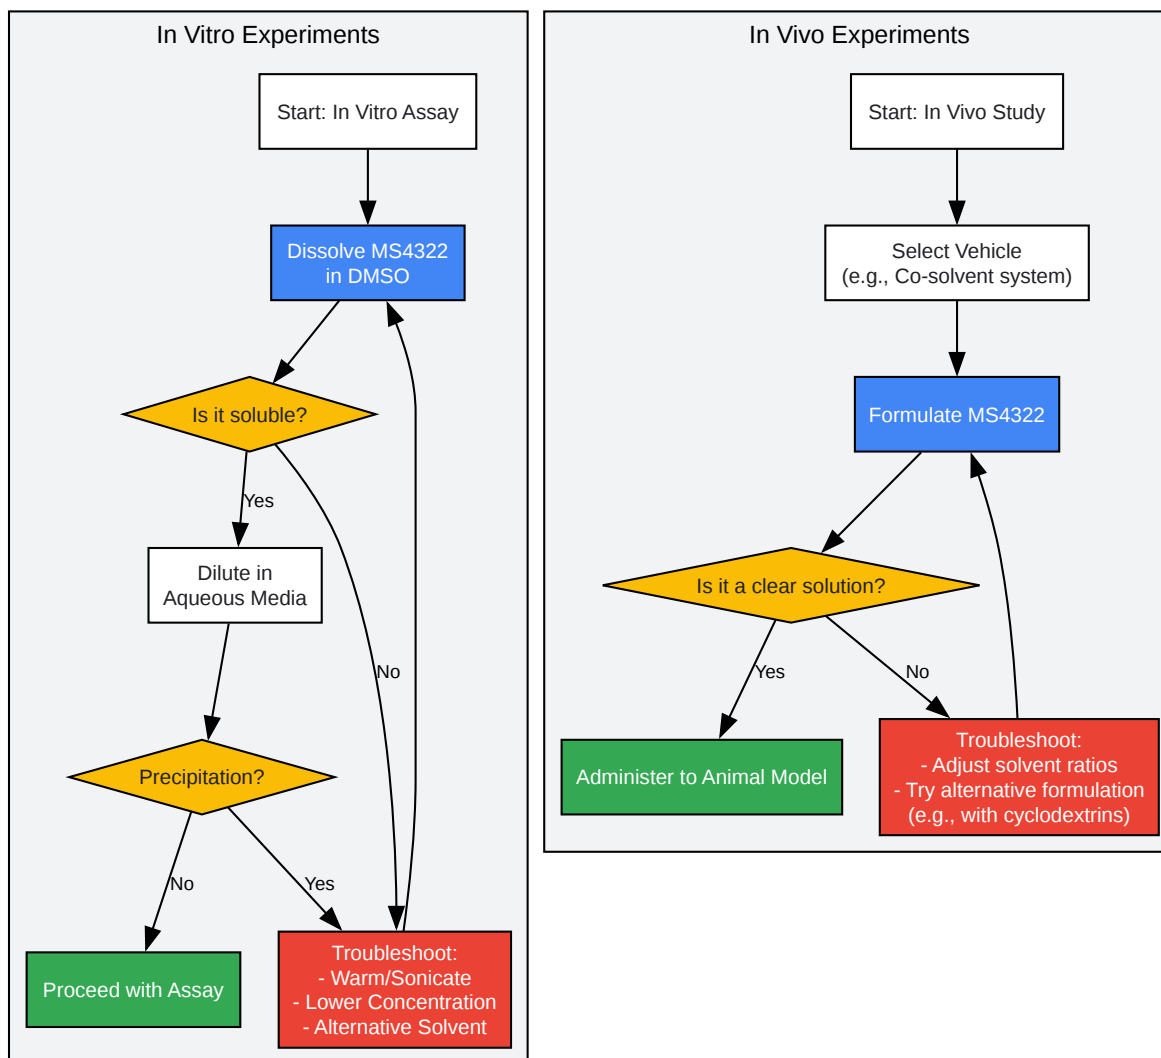 In Vitro Experiments
Start: In Vitro Assay
Dissolve MS4322
in DMSO
Is it soluble?
Yes
Dilute in
Aqueous Media
No
Precipitation?
No
Yes
Proceed with Assay
Troubleshoot:
- Warm/Sonicate
- Lower Concentration
- Alternative Solvent
In Vivo Experiments
Start: In Vivo Study
Select Vehicle
(e.g., Co-solvent system)
Formulate MS4322
Is it a clear solution?
Yes
No
Administer to Animal Model
Troubleshoot:
- Adjust solvent ratios
- Try alternative formulation
(e.g., with cyclodextrins)